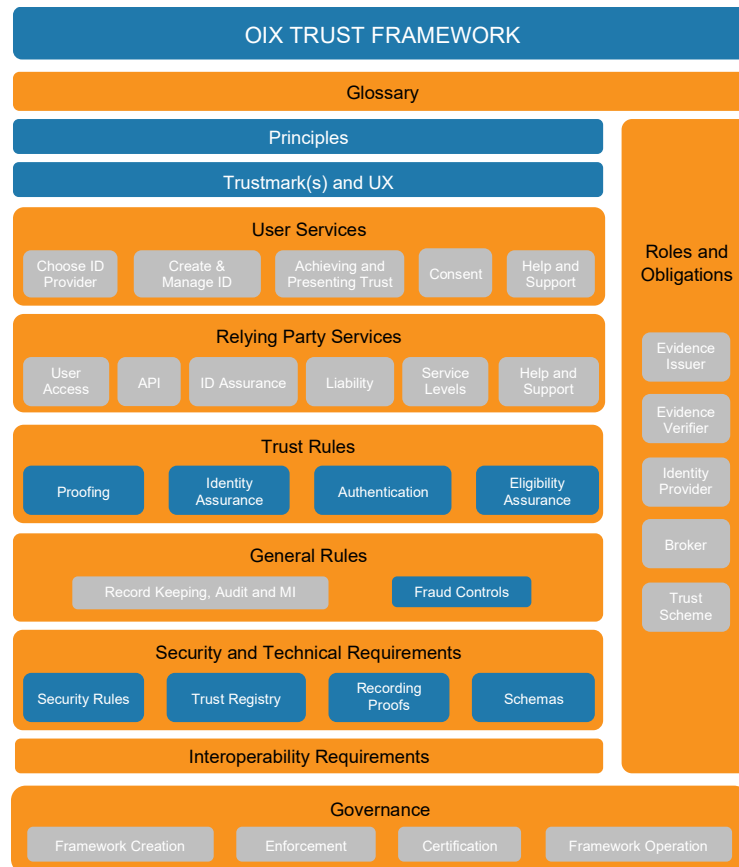 OIX TRUST FRAMEWORK
Glossary
Principles
Trustmark(s) and UX
User Services
Choose ID
Provider
Create &
Manage ID
Achieving and
Presenting Trust
Consent
Help and
Support
Relying Party Services
User
Access
API
ID Assurance
Liability
Service
Levels
Help and
Support
Trust Rules
Proofing
Identity
Assurance
Authentication
Eligibility
Assurance
General Rules
Record Keeping, Audit and MI
Fraud Controls
Security and Technical Requirements
Security Rules
Trust Registry
Recording
Proofs
Schemas
Interoperability Requirements
Roles and
Obligations
Evidence
Issuer
Evidence
Verifier
Identity
Provider
Broker
Trust
Scheme
Governance
Framework Creation
Enforcement
Certification
Framework Operation